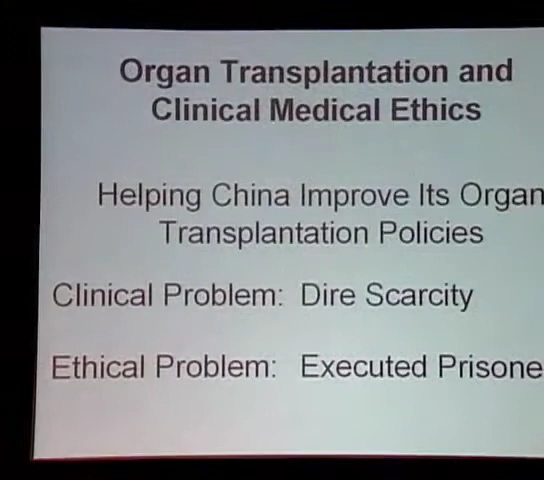 Organ Transplantation and
Clinical Medical Ethics
Helping China Improve Its Organ
Transplantation Policies
Clinical Problem: Dire Scarcity
Ethical Problem: Executed Prisone